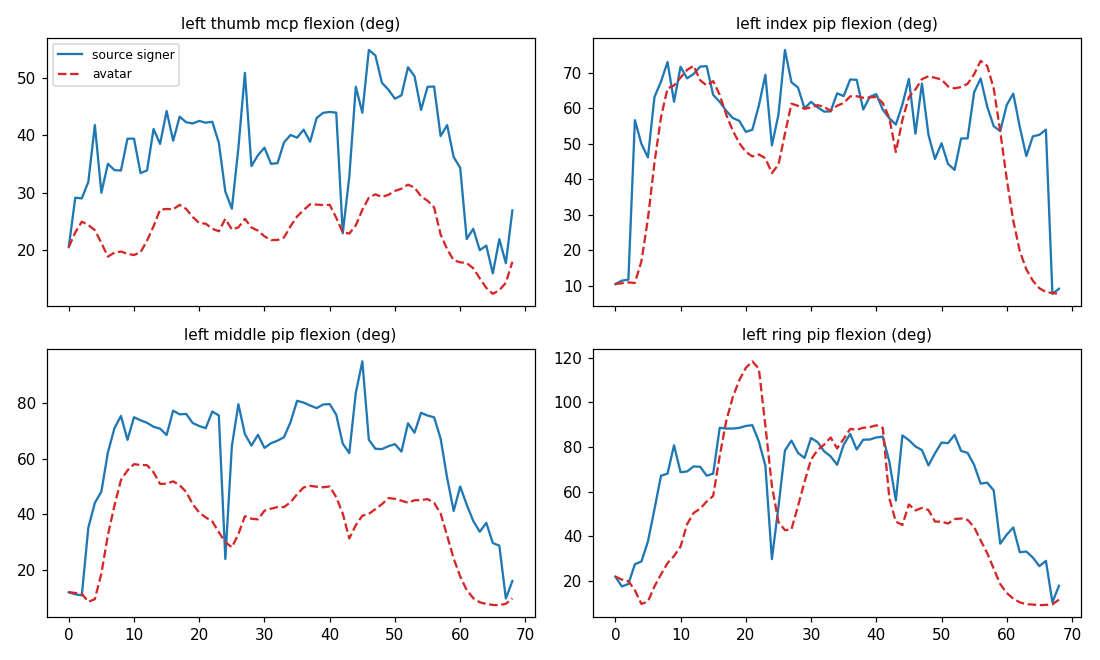 left thumb mcp flexion (deg)
source signer
avatar
50
40
30
20
left index pip flexion (deg)
70
60
50
40
30
20
10
left middle pip flexion (deg)
80
60
40
20
0 10 20 30 40 50 60 70
left ring pip flexion (deg)
120
100
80
60
40
20
0 10 20 30 40 50 60 70